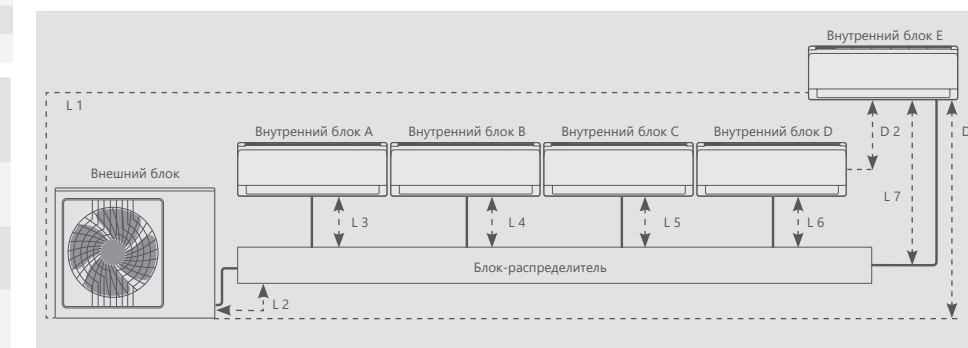 Внутренний блок E
L 1
Внутренний блок A
Внутренний блок B
Внутренний блок C
Внутренний блок D
D 2
D
Внешний блок
L 7
L 3
L 4
L 5
L 6
Блок-распределитель
L 2